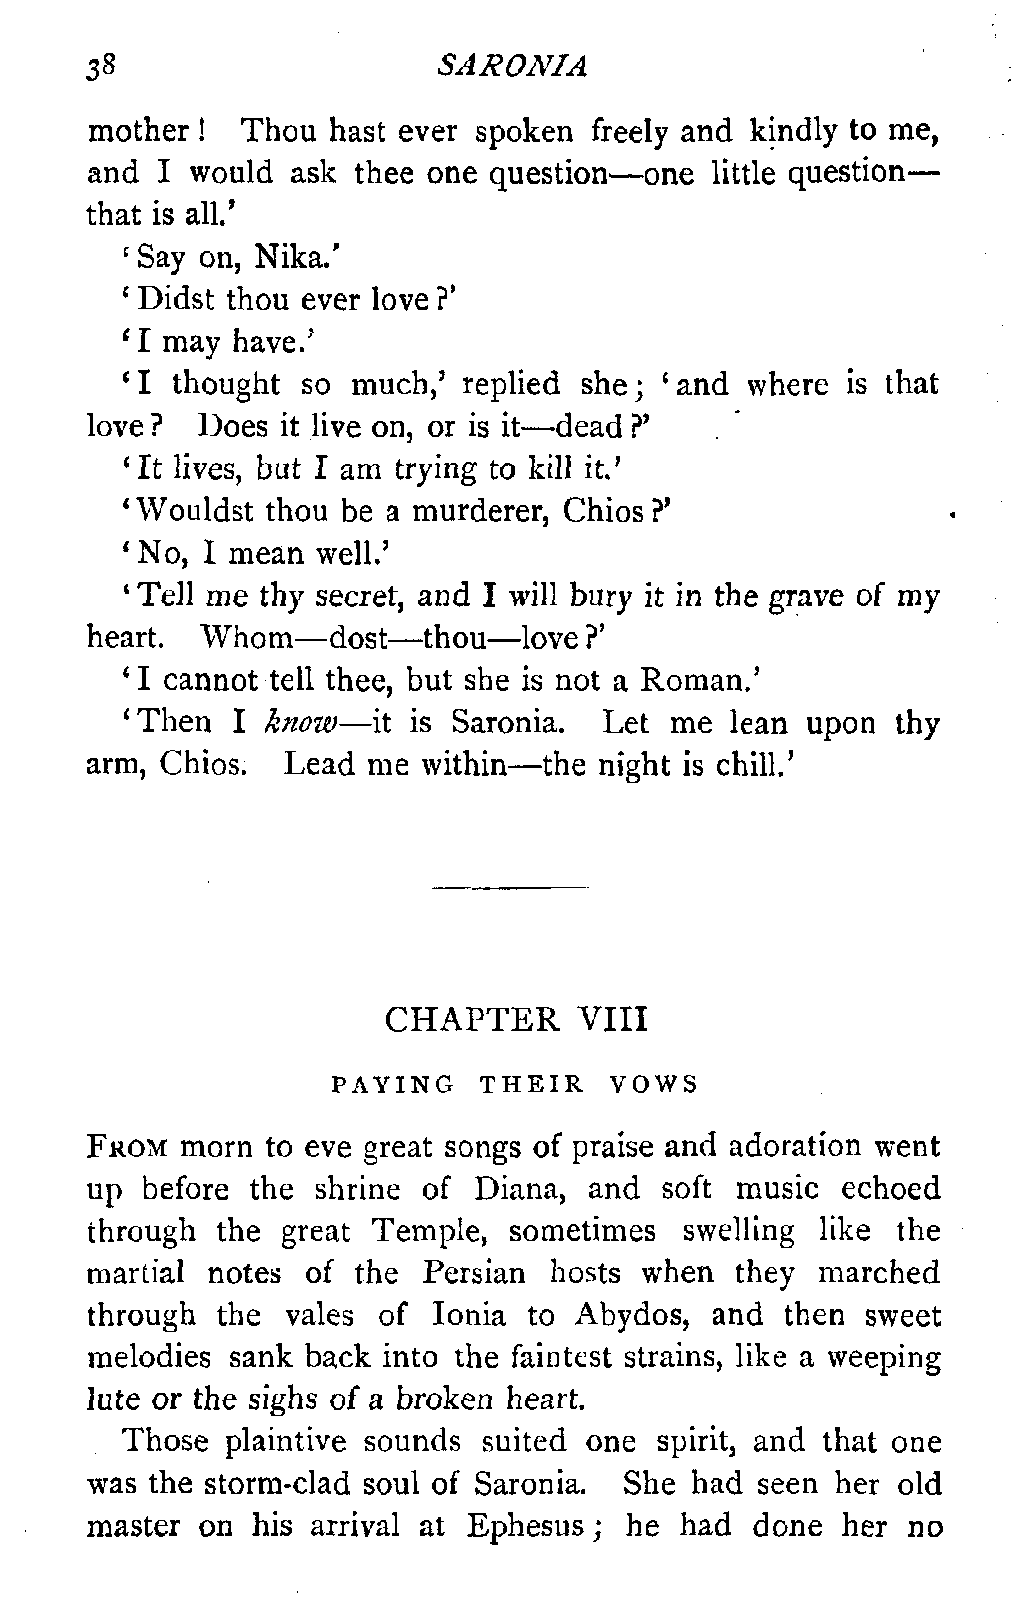 38 SARONIA
mother! Thou hast ever spoken freely and kindly to me,
and I would ask thee one question—one little question—
that is all.'
'Say on, Nika.'
'Didst thou ever love?'
'I may have.'
'I thought so much,' replied she; 'and where is that
love? Does it live on, or is it—dead?'
'It lives, but I am trying to kill it.'
'Wouldst thou be a murderer, Chios?'
'No, I mean well.'
'Tell me thy secret, and I will bury it in the grave of my
heart. Whom—dost—thou—love?'
'I cannot tell thee, but she is not a Roman.'
'Then I know—it is Saronia. Let me lean upon thy
arm, Chios. Lead me within—the night is chill.'
CHAPTER VIII
PAYING THEIR VOWS
FROM morn to eve great songs of praise and adoration went
up before the shrine of Diana, and soft music echoed
through the great Temple, sometimes swelling like the
martial notes of the Persian hosts when they marched
through the vales of Ionia to Abydos, and then sweet
melodies sank back into the faintest strains, like a weeping
lute or the sighs of a broken heart.
Those plaintive sounds suited one spirit, and that one
was the storm-clad soul of Saronia. She had seen her old
master on his arrival at Ephesus; he had done her no